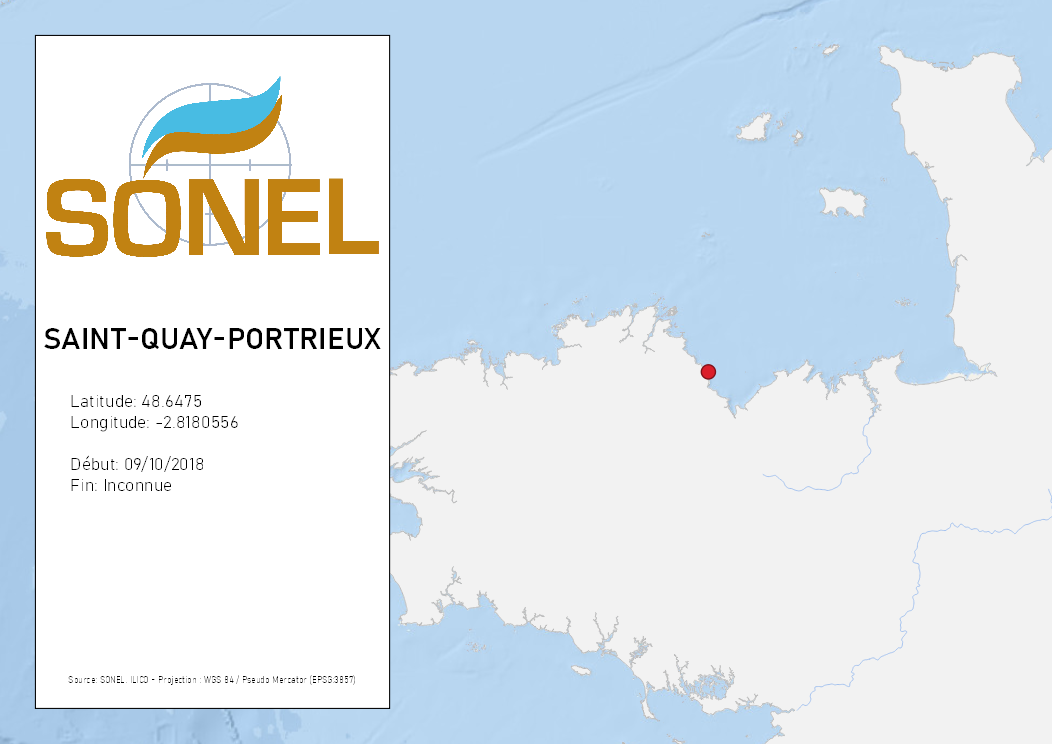 SONEL
SAINT-QUAY-PORTRIEUX
Latitude: 48.6475
Longitude: -2.8180556
Début: 09/10/2018
Fin: Inconnue
Source: SONEL, ILICO - Projection : WGS 84 / Pseudo Mercator (EPSG:3857)